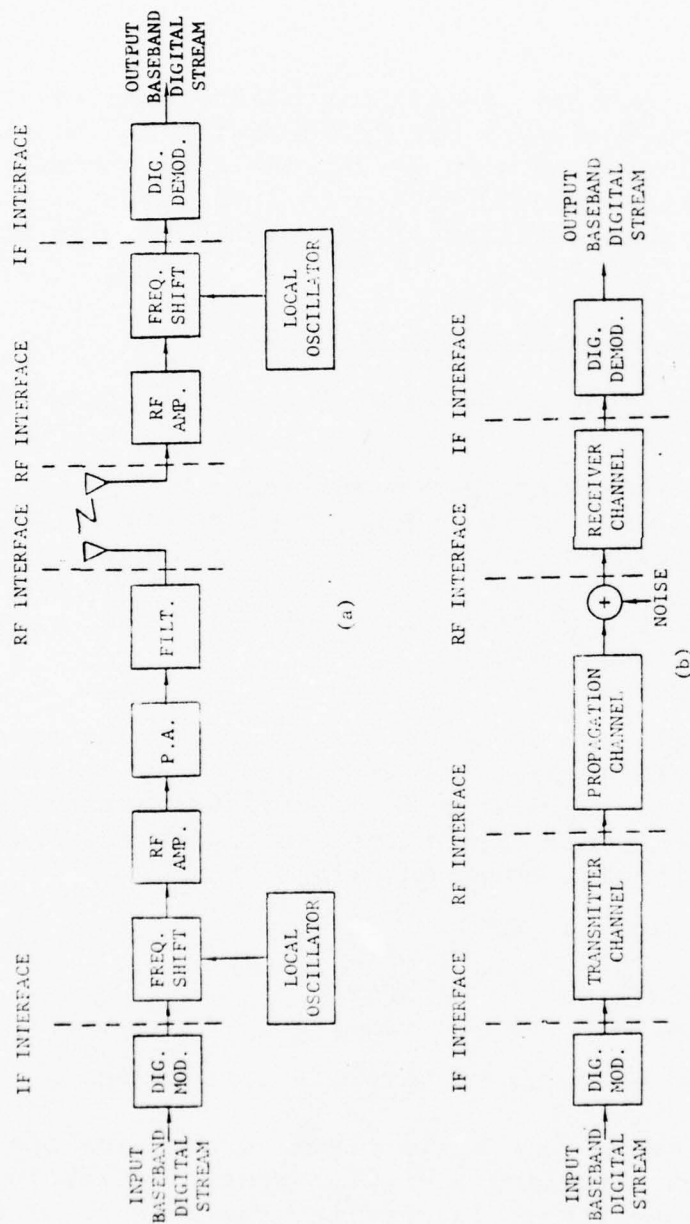 IF INTERFACE
RF INTERFACE
RF INTERFACE
IF INTERFACE
INPUT
BASEBAND
DIGITAL
STREAM
DIG.
MOD.
FREQ.
SHIFT
RF
AMP.
P.A.
FILT.
RF
AMP.
FREQ.
SHIFT
DIG.
DEMOD.
OUTPUT
BASEBAND
DIGITAL
STREAM
LOCAL
OSCILLATOR
LOCAL
OSCILLATOR
(a)
IF INTERFACE
RF INTERFACE
RF INTERFACE
IF INTERFACE
INPUT
BASEBAND
DIGITAL
STREAM
DIG.
MOD.
TRANSMITTER
CHANNEL
PROPAGATION
CHANNEL
+
NOISE
RECEIVER
CHANNEL
DIG.
DEMOD.
OUTPUT
BASEBAND
DIGITAL
STREAM
(b)